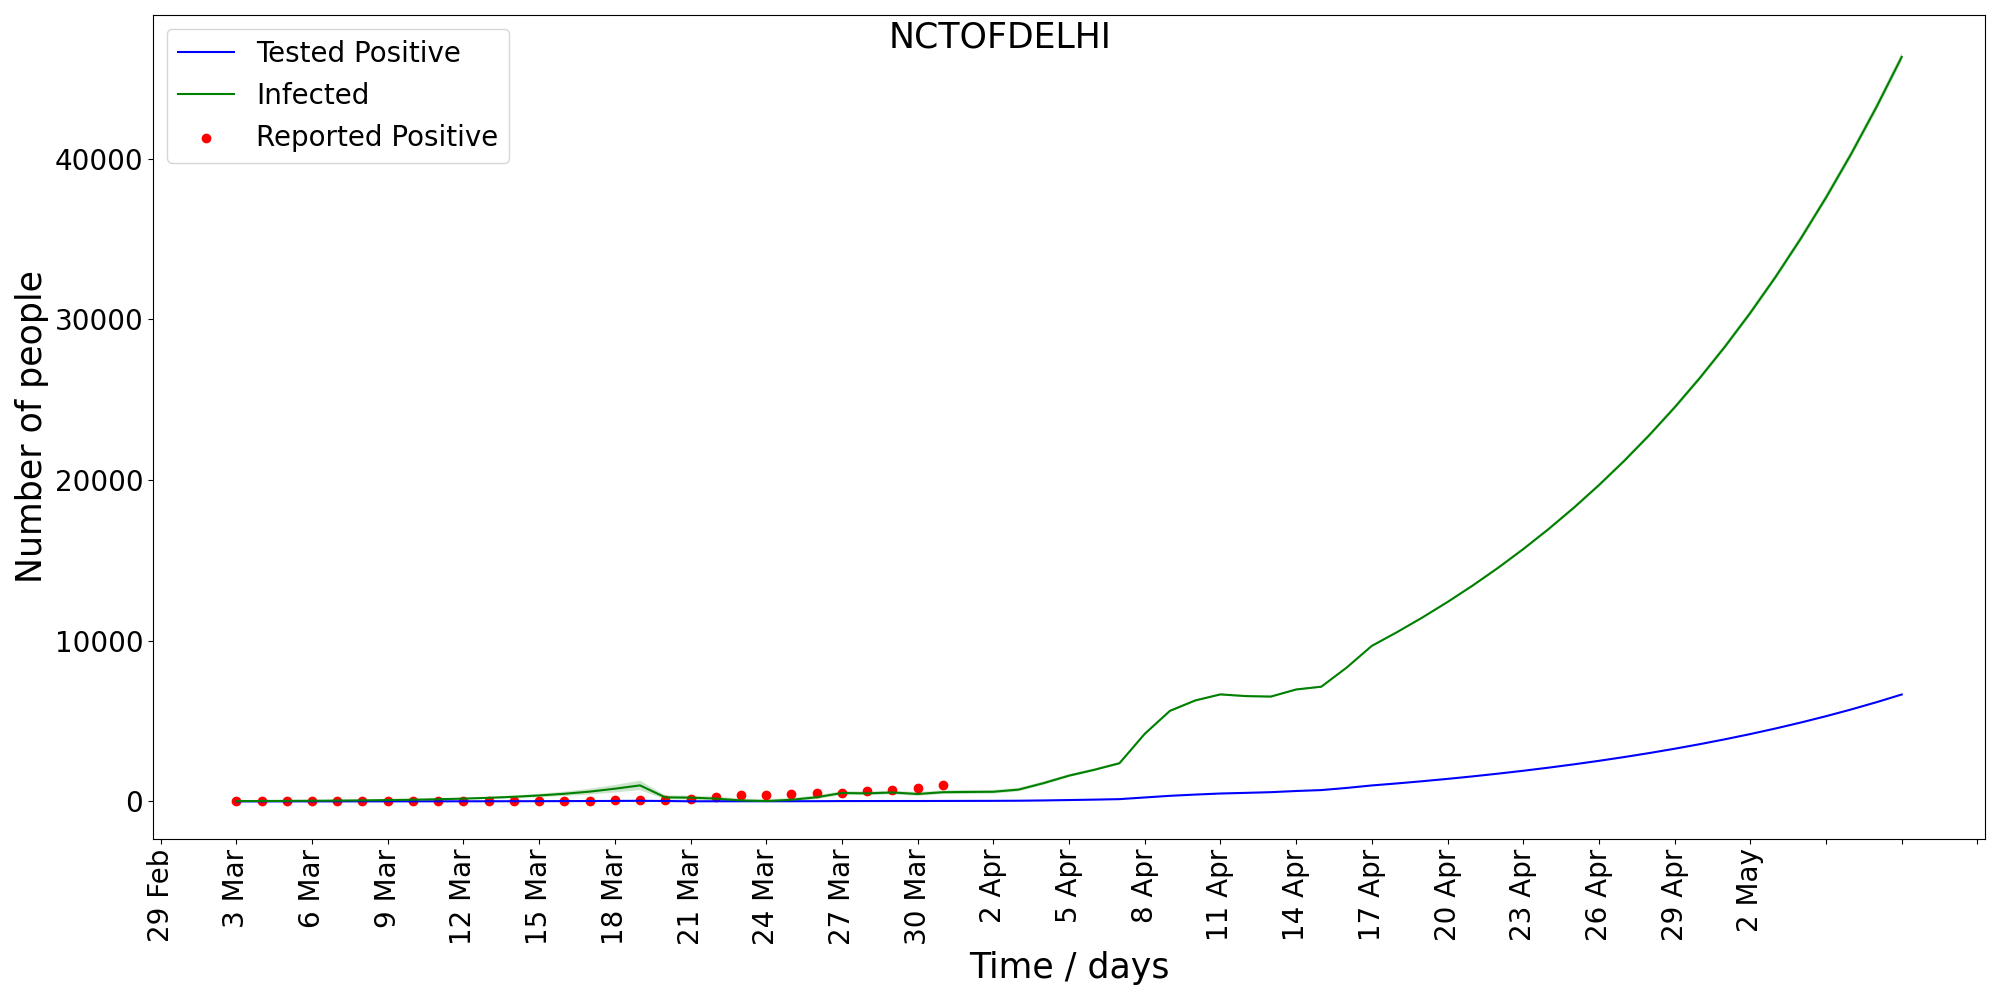 NCTOFDELHI
Tested Positive
Infected
Reported Positive
Number of people
40000
30000
20000
10000
0
29 Feb
3 Mar
6 Mar
9 Mar
12 Mar
15 Mar
18 Mar
21 Mar
24 Mar
27 Mar
30 Mar
2 Apr
5 Apr
8 Apr
11 Apr
14 Apr
17 Apr
20 Apr
23 Apr
26 Apr
29 Apr
2 May
Time / days